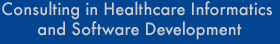 Consulting in Healthcare Informatics
and Software Development